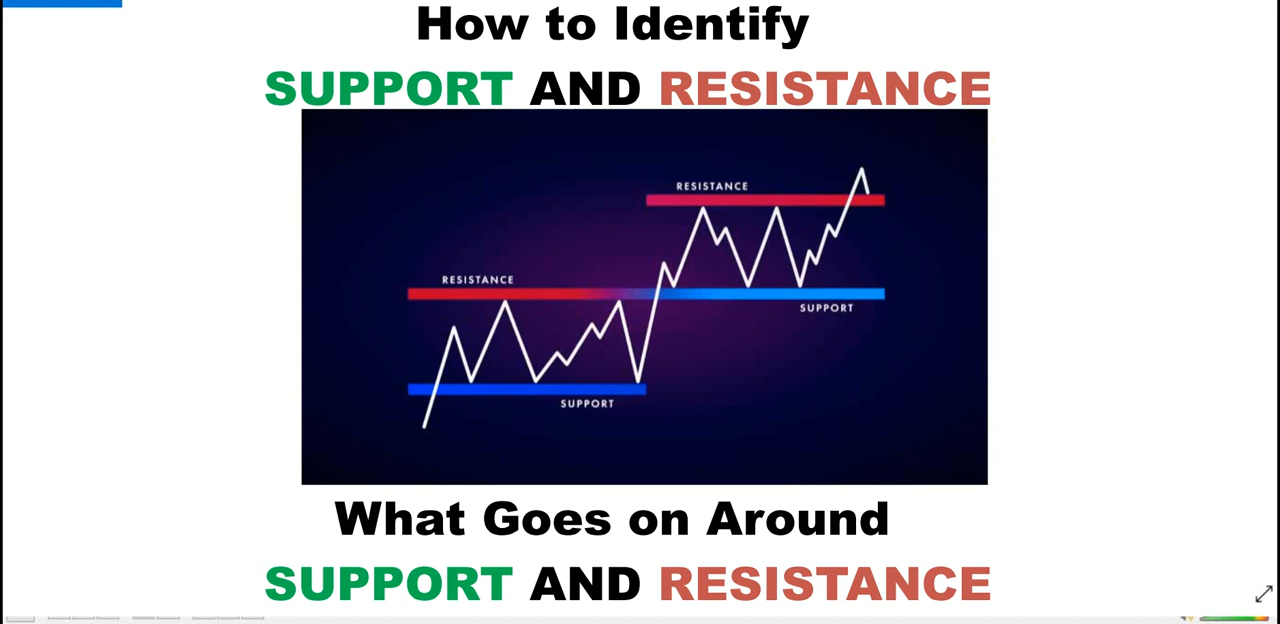 How to Identify
SUPPORT AND RESISTANCE
RESISTANCE
RESISTANCE
SUPPORT
SUPPORT
What Goes on Around
SUPPORT AND RESISTANCE